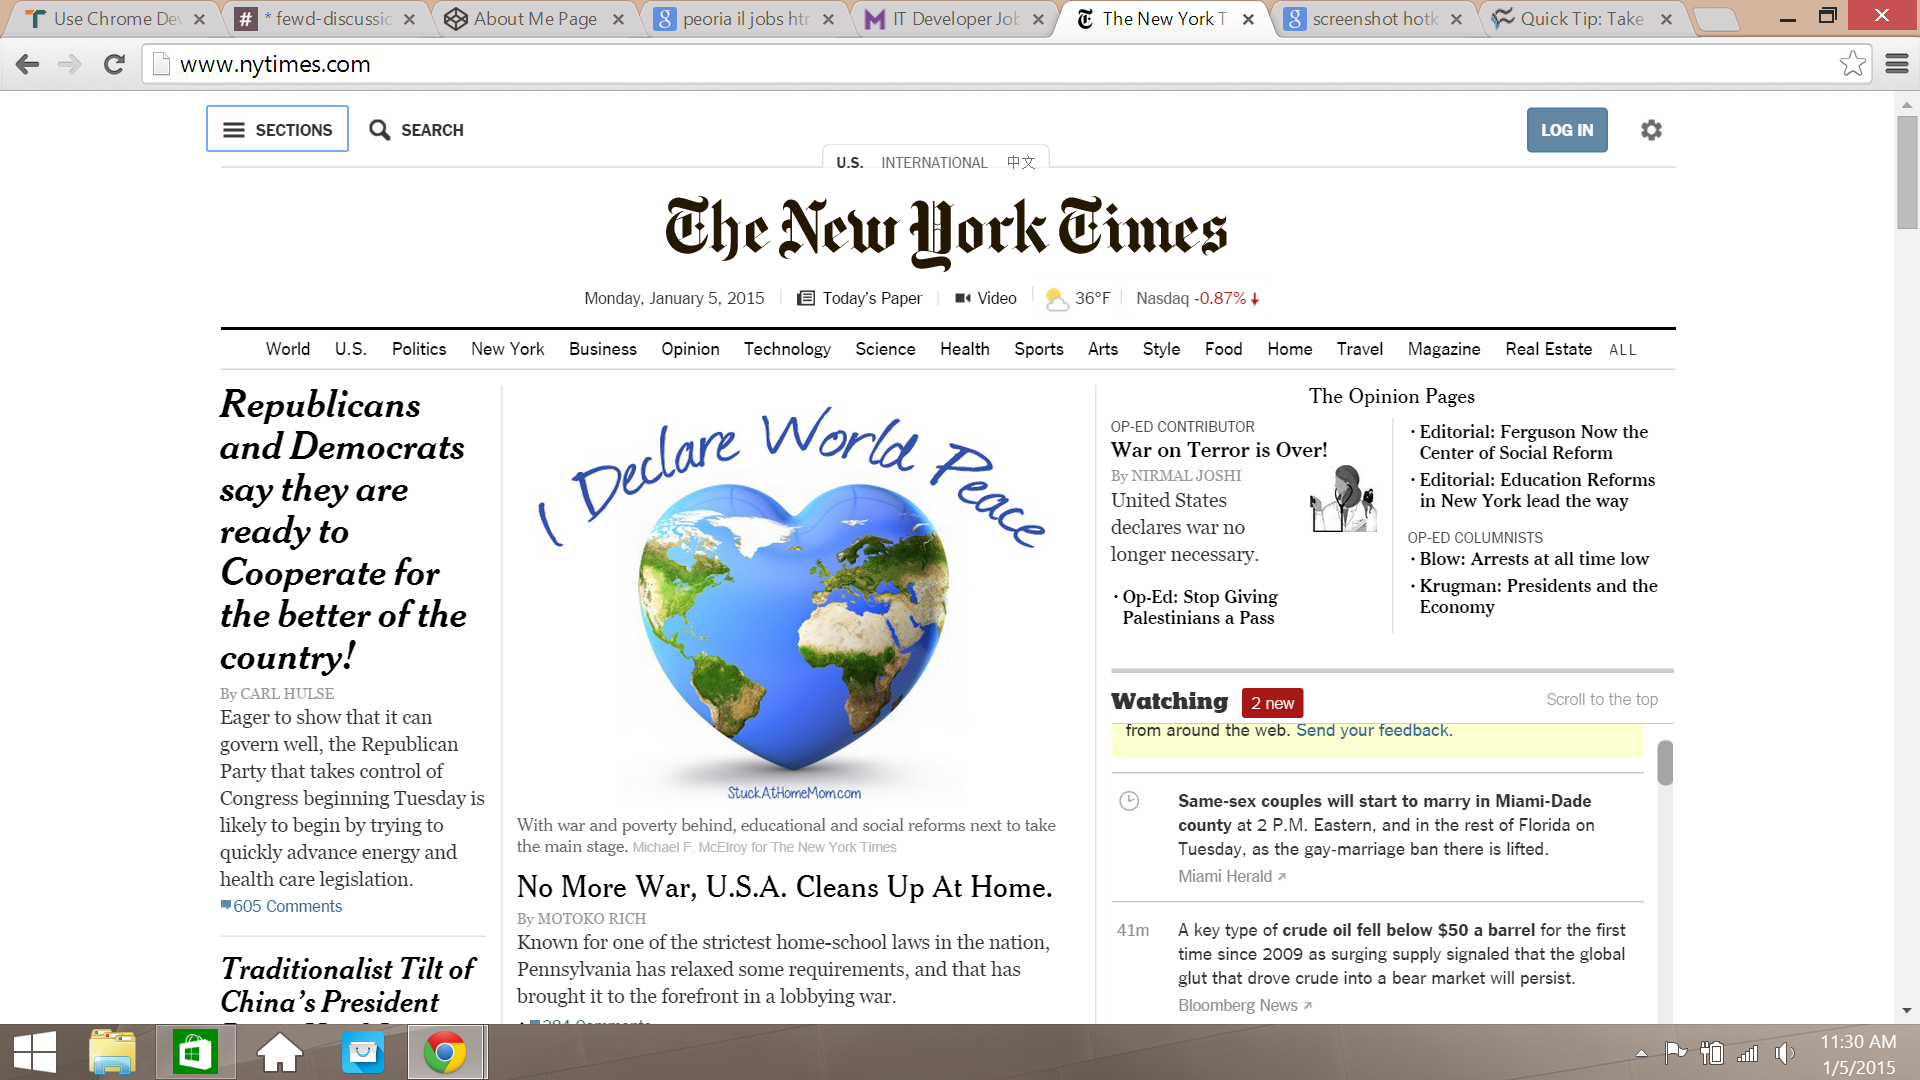 Use Chrome Dev
* fewd-discussic
About Me Page
peoria il jobs htr
IT Developer Job
The New York T
screenshot hotk
Quick Tip: Take
www.nytimes.com
SECTIONS
SEARCH
LOG IN
U.S. INTERNATIONAL 中文
The New York Times
Monday, January 5, 2015
Today's Paper
Video
36°F
Nasdaq -0.87%
World U.S. Politics New York Business Opinion Technology Science Health Sports Arts Style Food Home Travel Magazine Real Estate ALL
Republicans
and Democrats
say they are
ready to
Cooperate for
the better of the
country!
By CARL HULSE
Eager to show that it can
govern well, the Republican
Party that takes control of
Congress beginning Tuesday is
likely to begin by trying to
quickly advance energy and
health care legislation.
605 Comments
Traditionalist Tilt of
China's President
I Declare World Peace
StuckAtHomeMom.com
With war and poverty behind, educational and social reforms next to take
the main stage. Michael F. McElroy for The New York Times
No More War, U.S.A. Cleans Up At Home.
By MOTOKO RICH
Known for one of the strictest home-school laws in the nation,
Pennsylvania has relaxed some requirements, and that has
brought it to the forefront in a lobbying war.
The Opinion Pages
OP-ED CONTRIBUTOR
War on Terror is Over!
By NIRMAL JOSHI
United States
declares war no
longer necessary.
· Op-Ed: Stop Giving
Palestinians a Pass
· Editorial: Ferguson Now the
Center of Social Reform
· Editorial: Education Reforms
in New York lead the way
OP-ED COLUMNISTS
· Blow: Arrests at all time low
· Krugman: Presidents and the
Economy
Watching 2 new
Scroll to the top
from around the web. Send your feedback.
Same-sex couples will start to marry in Miami-Dade
county at 2 P.M. Eastern, and in the rest of Florida on
Tuesday, as the gay-marriage ban there is lifted.
Miami Herald
41m
A key type of crude oil fell below $50 a barrel for the first
time since 2009 as surging supply signaled that the global
glut that drove crude into a bear market will persist.
Bloomberg News
11:30 AM
1/5/2015